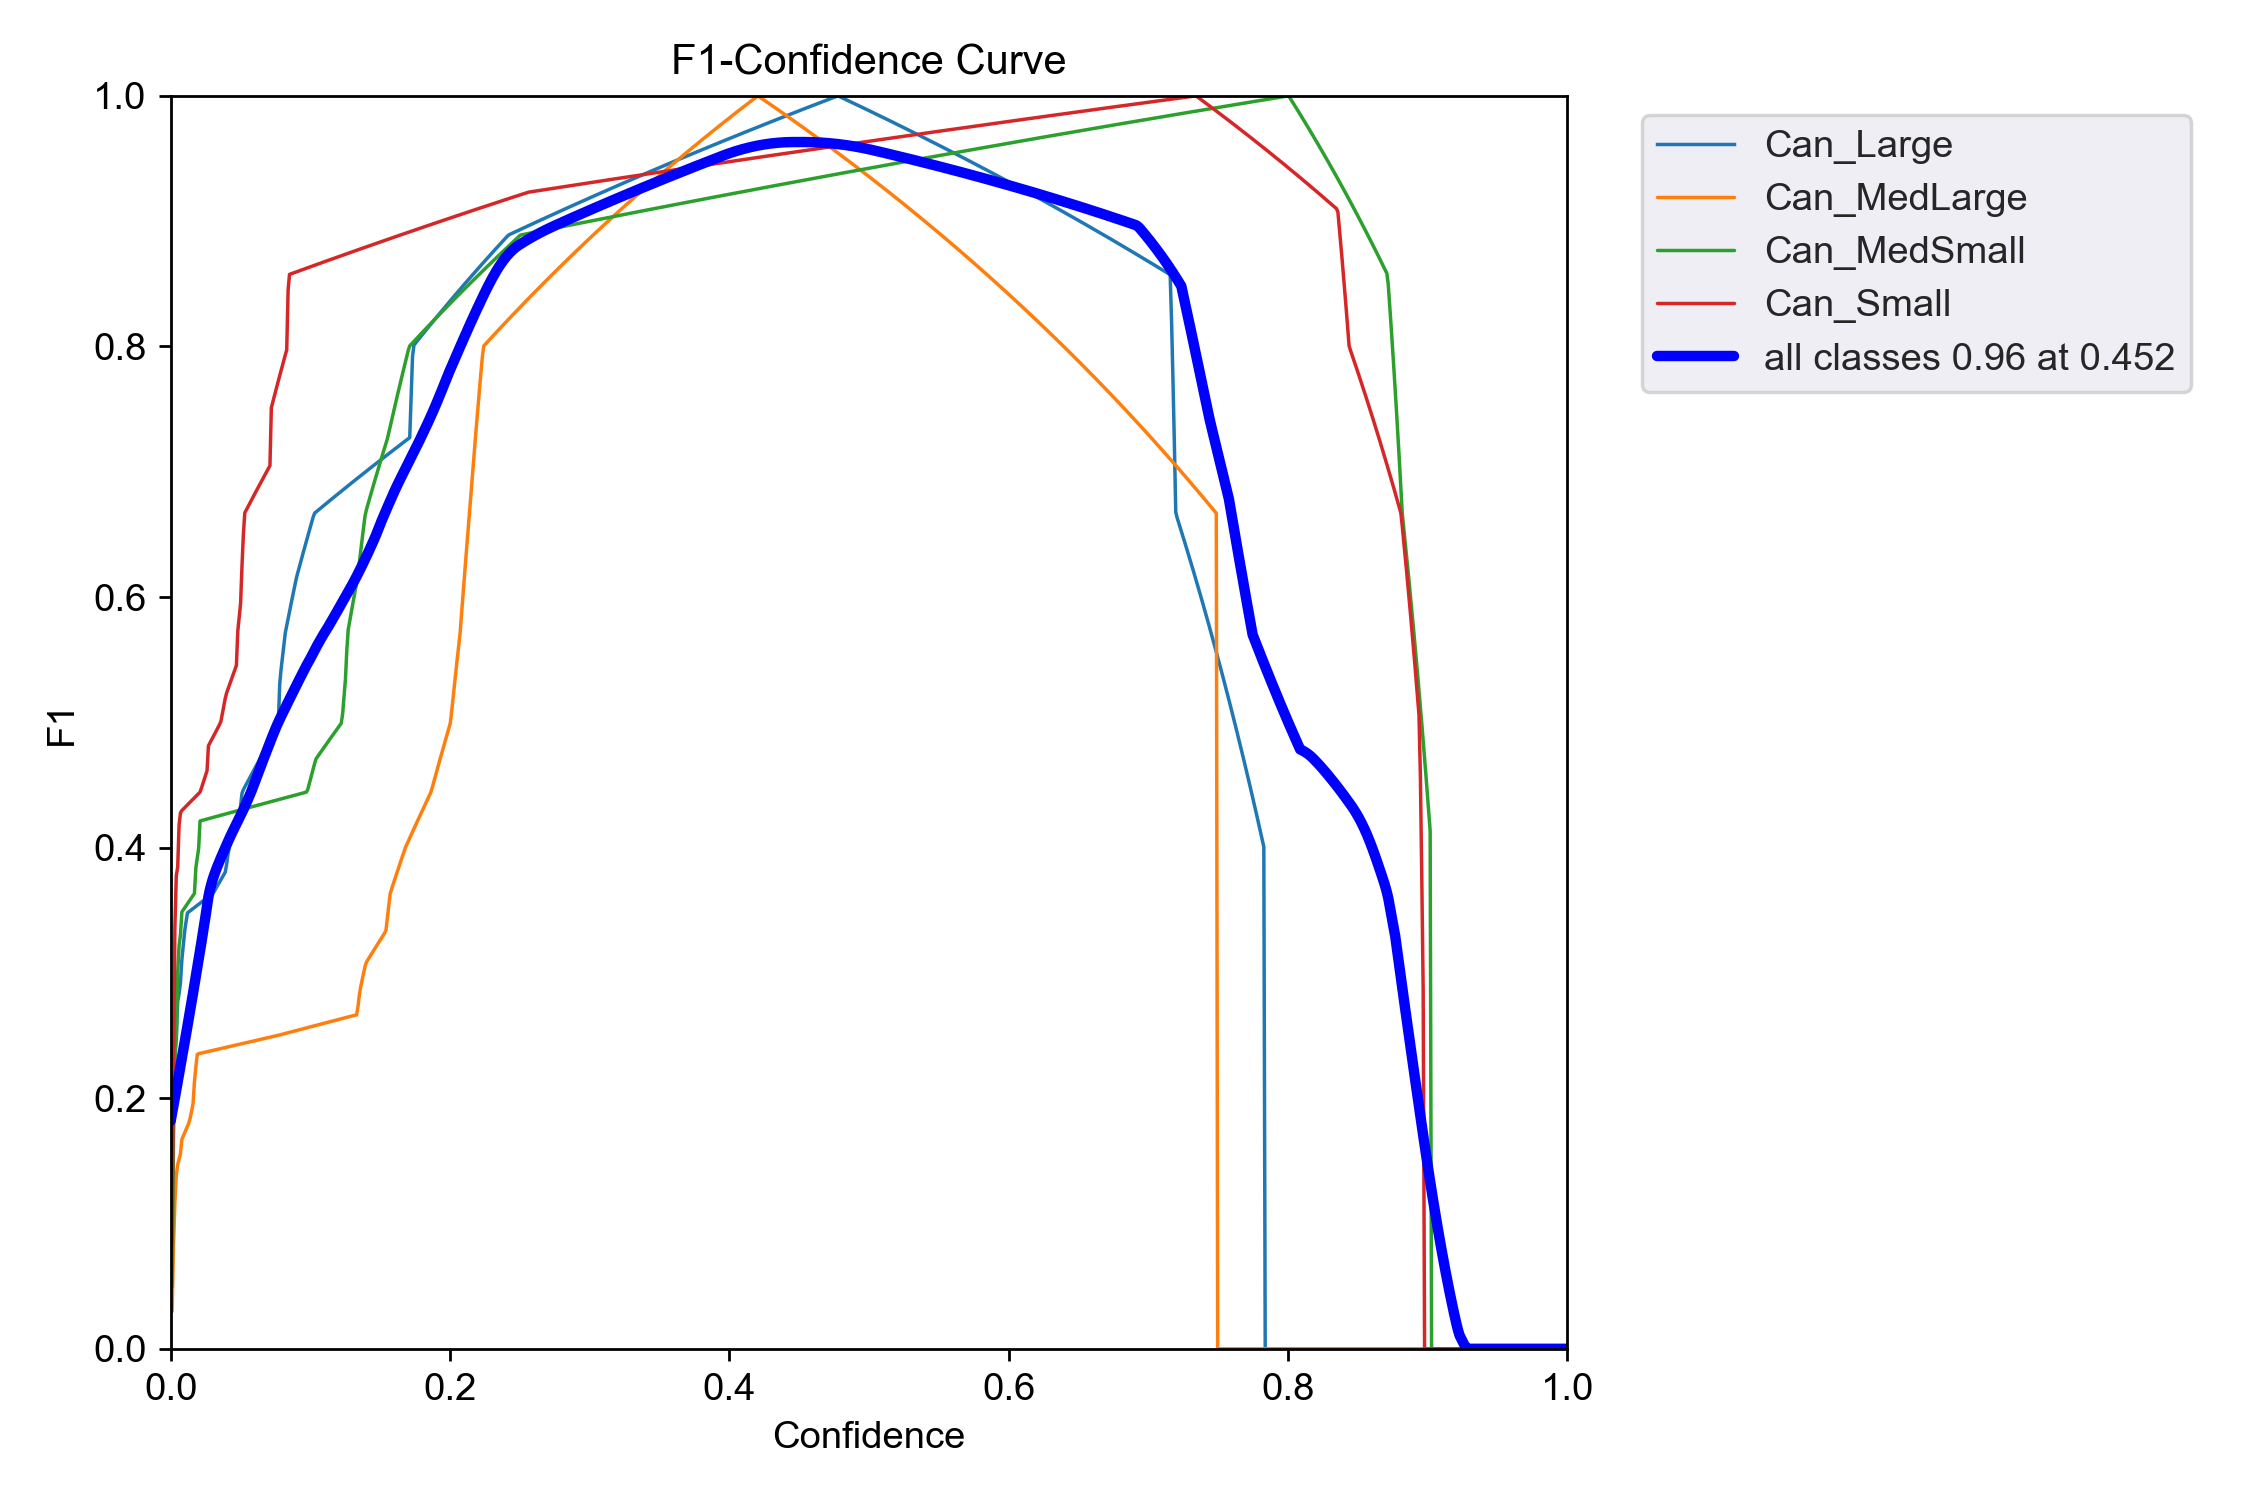 F1-Confidence Curve
1.0
0.8
0.6
0.4
0.2
0.0
F1
0.0 0.2 0.4 0.6 0.8 1.0
Confidence
Can_Large
Can_MedLarge
Can_MedSmall
Can_Small
all classes 0.96 at 0.452